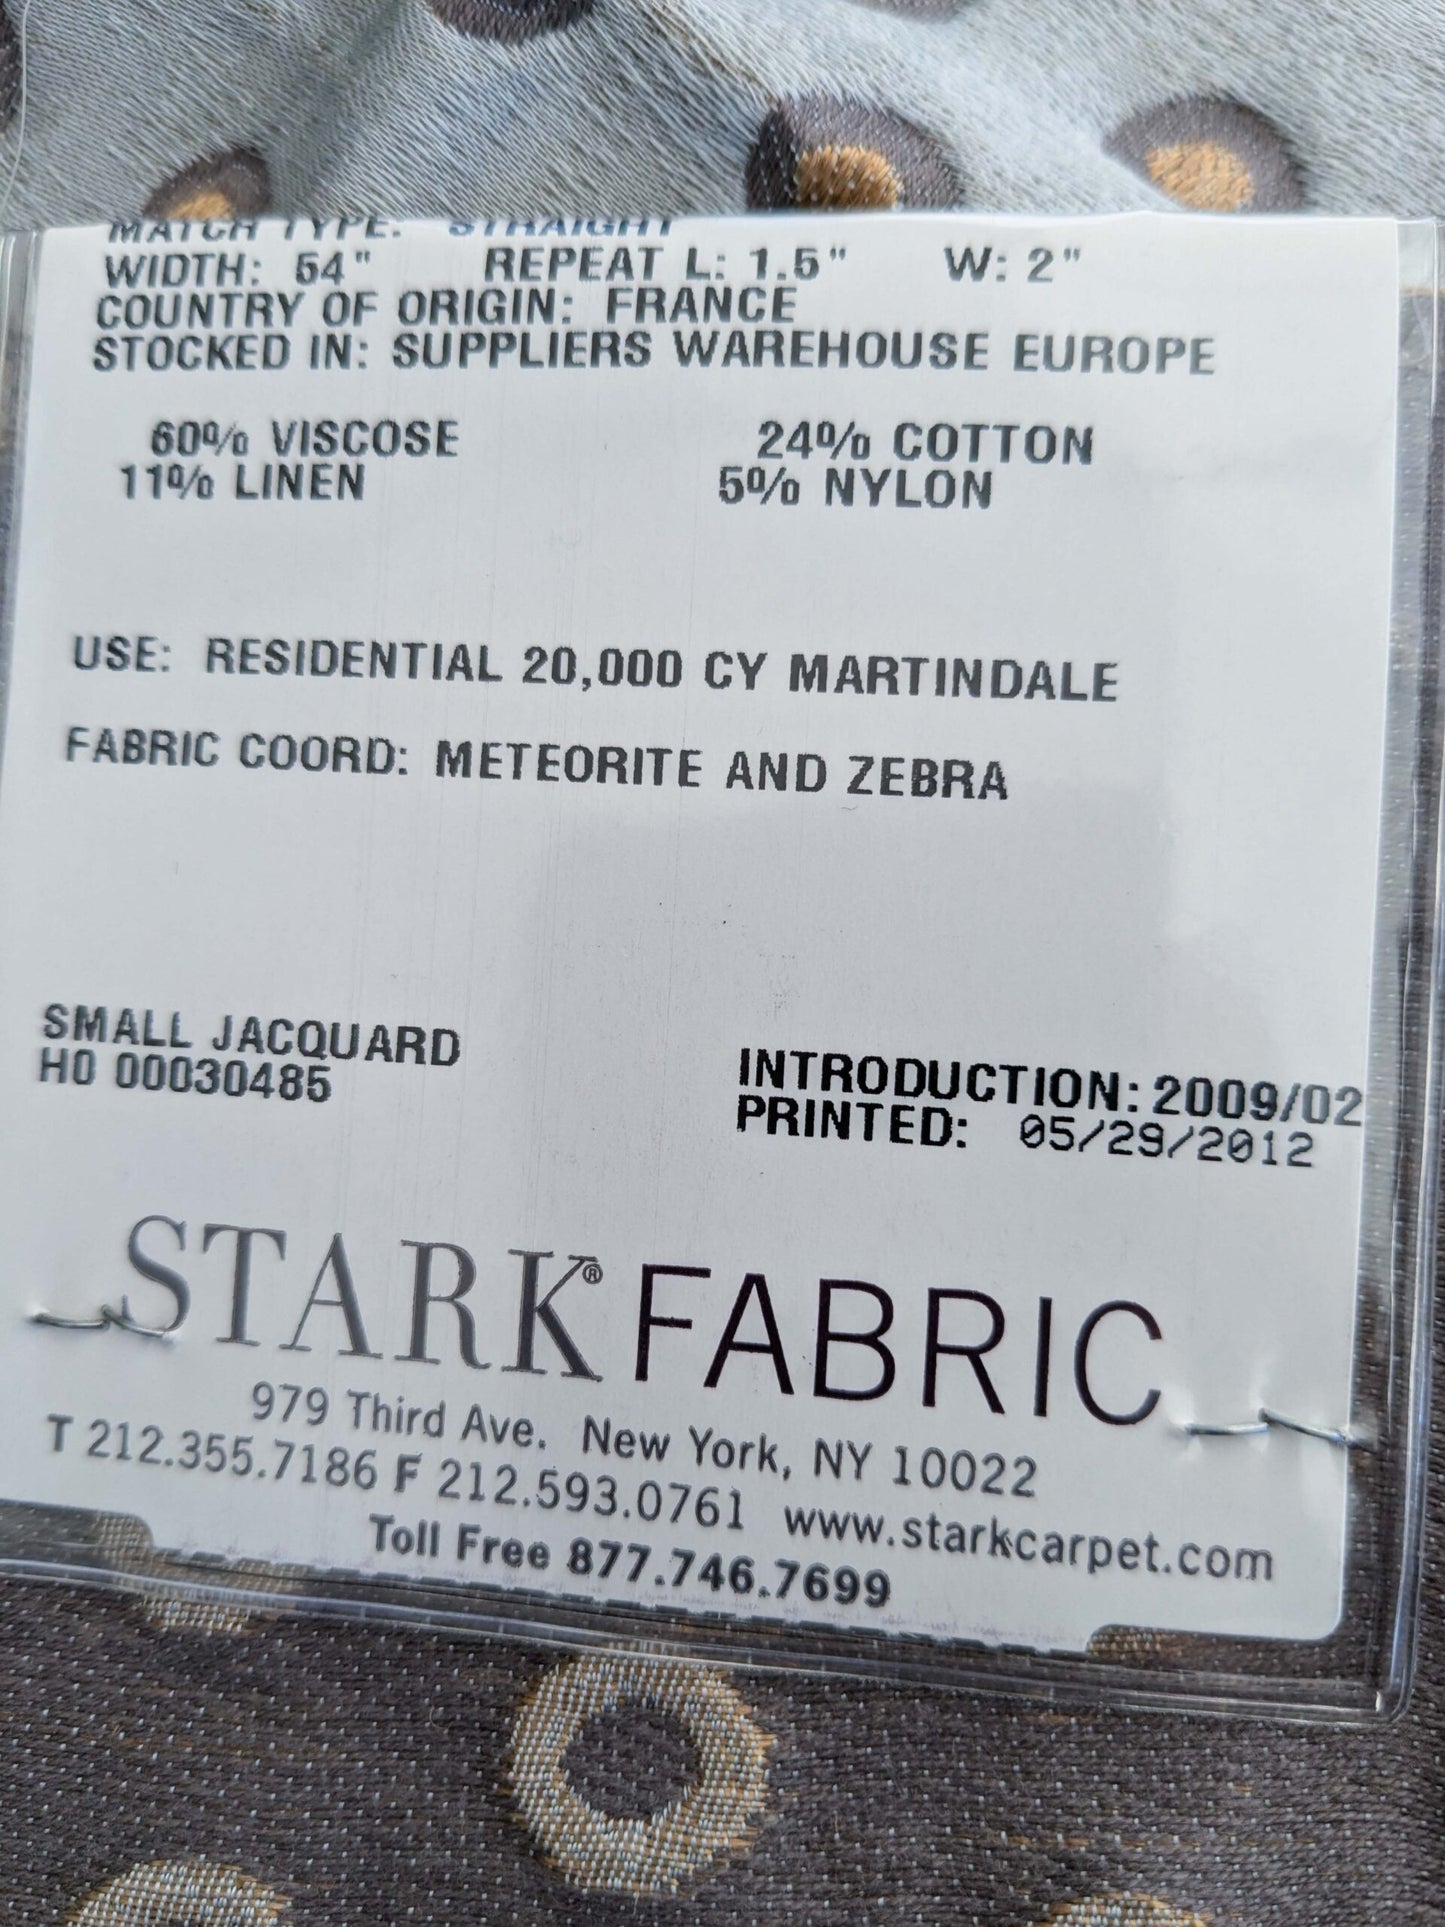 MATCH TYPE: STRAIGHT
WIDTH: 54" REPEAT L: 1.5" W: 2"
COUNTRY OF ORIGIN: FRANCE
STOCKED IN: SUPPLIERS WAREHOUSE EUROPE
60% VISCOSE 24% COTTON
11% LINEN 5% NYLON
USE: RESIDENTIAL 20,000 CY MARTINDALE
FABRIC COORD: METEORITE AND ZEBRA
SMALL JACQUARD
H0 00030485
INTRODUCTION: 2009/02
PRINTED: 05/29/2012
STARK® FABRIC
979 Third Ave. New York, NY 10022
T 212.355.7186 F 212.593.0761 www.starkcarpet.com
Toll Free 877.746.7699